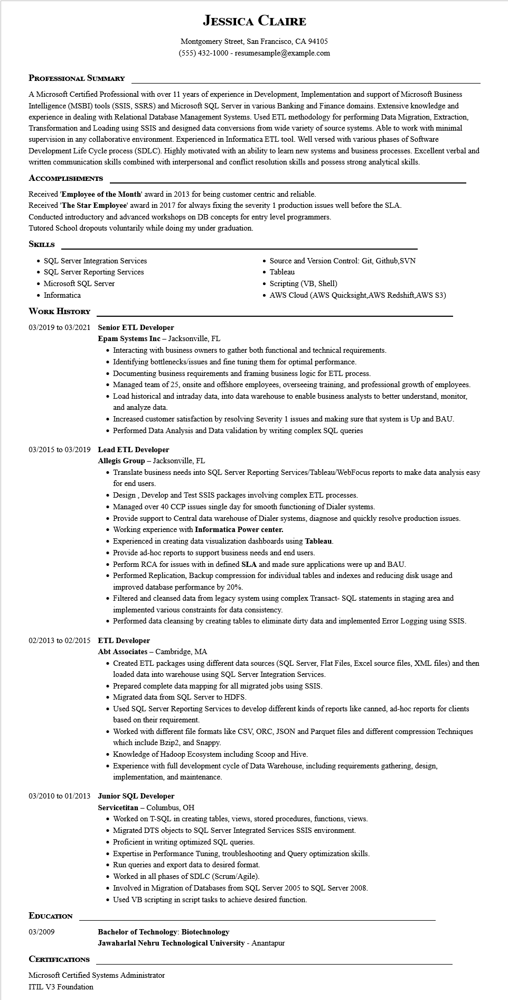 Jessica Claire
Montgomery Street, San Francisco, CA 94105
(555) 432-1000 - resumesample@example.com
Professional Summary
A Microsoft Certified Professional with over 11 years of experience in Development, Implementation and support of Microsoft Business
Intelligence (MSBI) tools (SSIS, SSRS) and Microsoft SQL Server in various Banking and Finance domains. Extensive knowledge and
experience in dealing with Relational Database Management Systems. Used ETL methodology for performing Data Migration, Extraction,
Transformation and Loading using SSIS and designed data conversions from wide variety of source systems. Able to work with minimal
supervision in any collaborative environment. Experienced in Informatica ETL tool. Well versed with various phases of Software
Development Life Cycle process (SDLC). Highly motivated with an ability to learn new systems and business processes. Excellent verbal and
written communication skills combined with interpersonal and conflict resolution skills and possess strong analytical skills.
Accomplishments
Received 'Employee of the Month' award in 2013 for being customer centric and reliable.
Received 'The Star Employee' award in 2017 for always fixing the severity 1 production issues well before the SLA.
Conducted introductory and advanced workshops on DB concepts for entry level programmers.
Tutored School dropouts voluntarily while doing my under graduation.
Skills
• SQL Server Integration Services
• SQL Server Reporting Services
• Microsoft SQL Server
• Informatica
• Source and Version Control: Git, Github,SVN
• Tableau
• Scripting (VB, Shell)
• AWS Cloud (AWS Quicksight,AWS Redshift,AWS S3)
Work History
03/2019 to 03/2021 Senior ETL Developer
Epam Systems Inc – Jacksonville, FL
• Interacting with business owners to gather both functional and technical requirements.
• Identifying bottlenecks/issues and fine tuning them for optimal performance.
• Documenting business requirements and framing business logic for ETL process.
• Managed team of 25, onsite and offshore employees, overseeing training, and professional growth of employees.
• Load historical and intraday data, into data warehouse to enable business analysts to better understand, monitor,
and analyze data.
• Increased customer satisfaction by resolving Severity 1 issues and making sure that system is Up and BAU.
• Performed Data Analysis and Data validation by writing complex SQL queries
03/2015 to 03/2019 Lead ETL Developer
Allegis Group – Jacksonville, FL
• Translate business needs into SQL Server Reporting Services/Tableau/WebFocus reports to make data analysis easy
for end users.
• Design , Develop and Test SSIS packages involving complex ETL processes.
• Managed over 40 CCP issues single day for smooth functioning of Dialer systems.
• Provide support to Central data warehouse of Dialer systems, diagnose and quickly resolve production issues.
• Working experience with Informatica Power center.
• Experienced in creating data visualization dashboards using Tableau.
• Provide ad-hoc reports to support business needs and end users.
• Perform RCA for issues with in defined SLA and made sure applications were up and BAU.
• Performed Replication, Backup compression for individual tables and indexes and reducing disk usage and
improved database performance by 20%.
• Filtered and cleansed data from legacy system using complex Transact- SQL statements in staging area and
implemented various constraints for data consistency.
• Performed data cleansing by creating tables to eliminate dirty data and implemented Error Logging using SSIS.
02/2013 to 02/2015 ETL Developer
Abt Associates – Cambridge, MA
• Created ETL packages using different data sources (SQL Server, Flat Files, Excel source files, XML files) and then
loaded data into warehouse using SQL Server Integration Services.
• Prepared complete data mapping for all migrated jobs using SSIS.
• Migrated data from SQL Server to HDFS.
• Used SQL Server Reporting Services to develop different kinds of reports like canned, ad-hoc reports for clients
based on their requirement.
• Worked with different file formats like CSV, ORC, JSON and Parquet files and different compression Techniques
which include Bzip2, and Snappy.
• Knowledge of Hadoop Ecosystem including Scoop and Hive.
• Experience with full development cycle of Data Warehouse, including requirements gathering, design,
implementation, and maintenance.
03/2010 to 01/2013 Junior SQL Developer
Servicetitan – Columbus, OH
• Worked on T-SQL in creating tables, views, stored procedures, functions, views.
• Migrated DTS objects to SQL Server Integrated Services SSIS environment.
• Proficient in writing optimized SQL queries.
• Expertise in Performance Tuning, troubleshooting and Query optimization skills.
• Run queries and export data to desired format.
• Worked in all phases of SDLC (Scrum/Agile).
• Involved in Migration of Databases from SQL Server 2005 to SQL Server 2008.
• Used VB scripting in script tasks to achieve desired function.
Education
03/2009 Bachelor of Technology: Biotechnology
Jawaharlal Nehru Technological University - Anantapur
Certifications
Microsoft Certified Systems Administrator
ITIL V3 Foundation